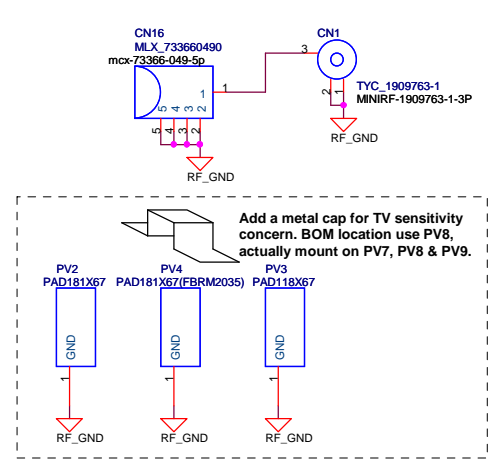 CN16
MLX_733660490
mcx-73366-049-5p
1
1
5
4
3
2
5
4
3
2
RF_GND
CN1
3
2
1
TYC_1909763-1
MINIRF-1909763-1-3P
RF_GND
Add a metal cap for TV sensitivity
concern. BOM location use PV8,
actually mount on PV7, PV8 & PV9.
PV2
PAD181X67
GND
1
RF_GND
PV4
PAD181X67(FBRM2035)
GND
1
RF_GND
PV3
PAD118X67
GND
1
RF_GND